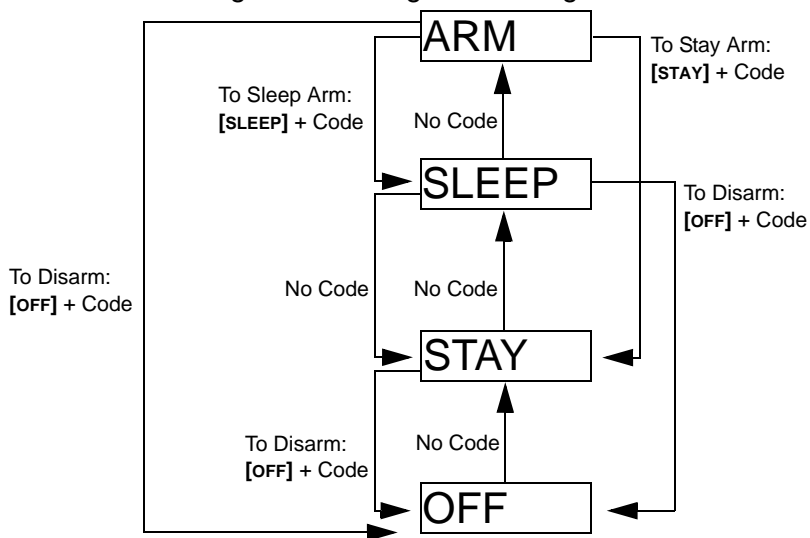 ARM
To Stay Arm:
[STAY] + Code
To Sleep Arm:
[SLEEP] + Code
No Code
SLEEP
To Disarm:
[OFF] + Code
To Disarm:
[OFF] + Code
No Code
No Code
STAY
To Disarm:
[OFF] + Code
No Code
OFF